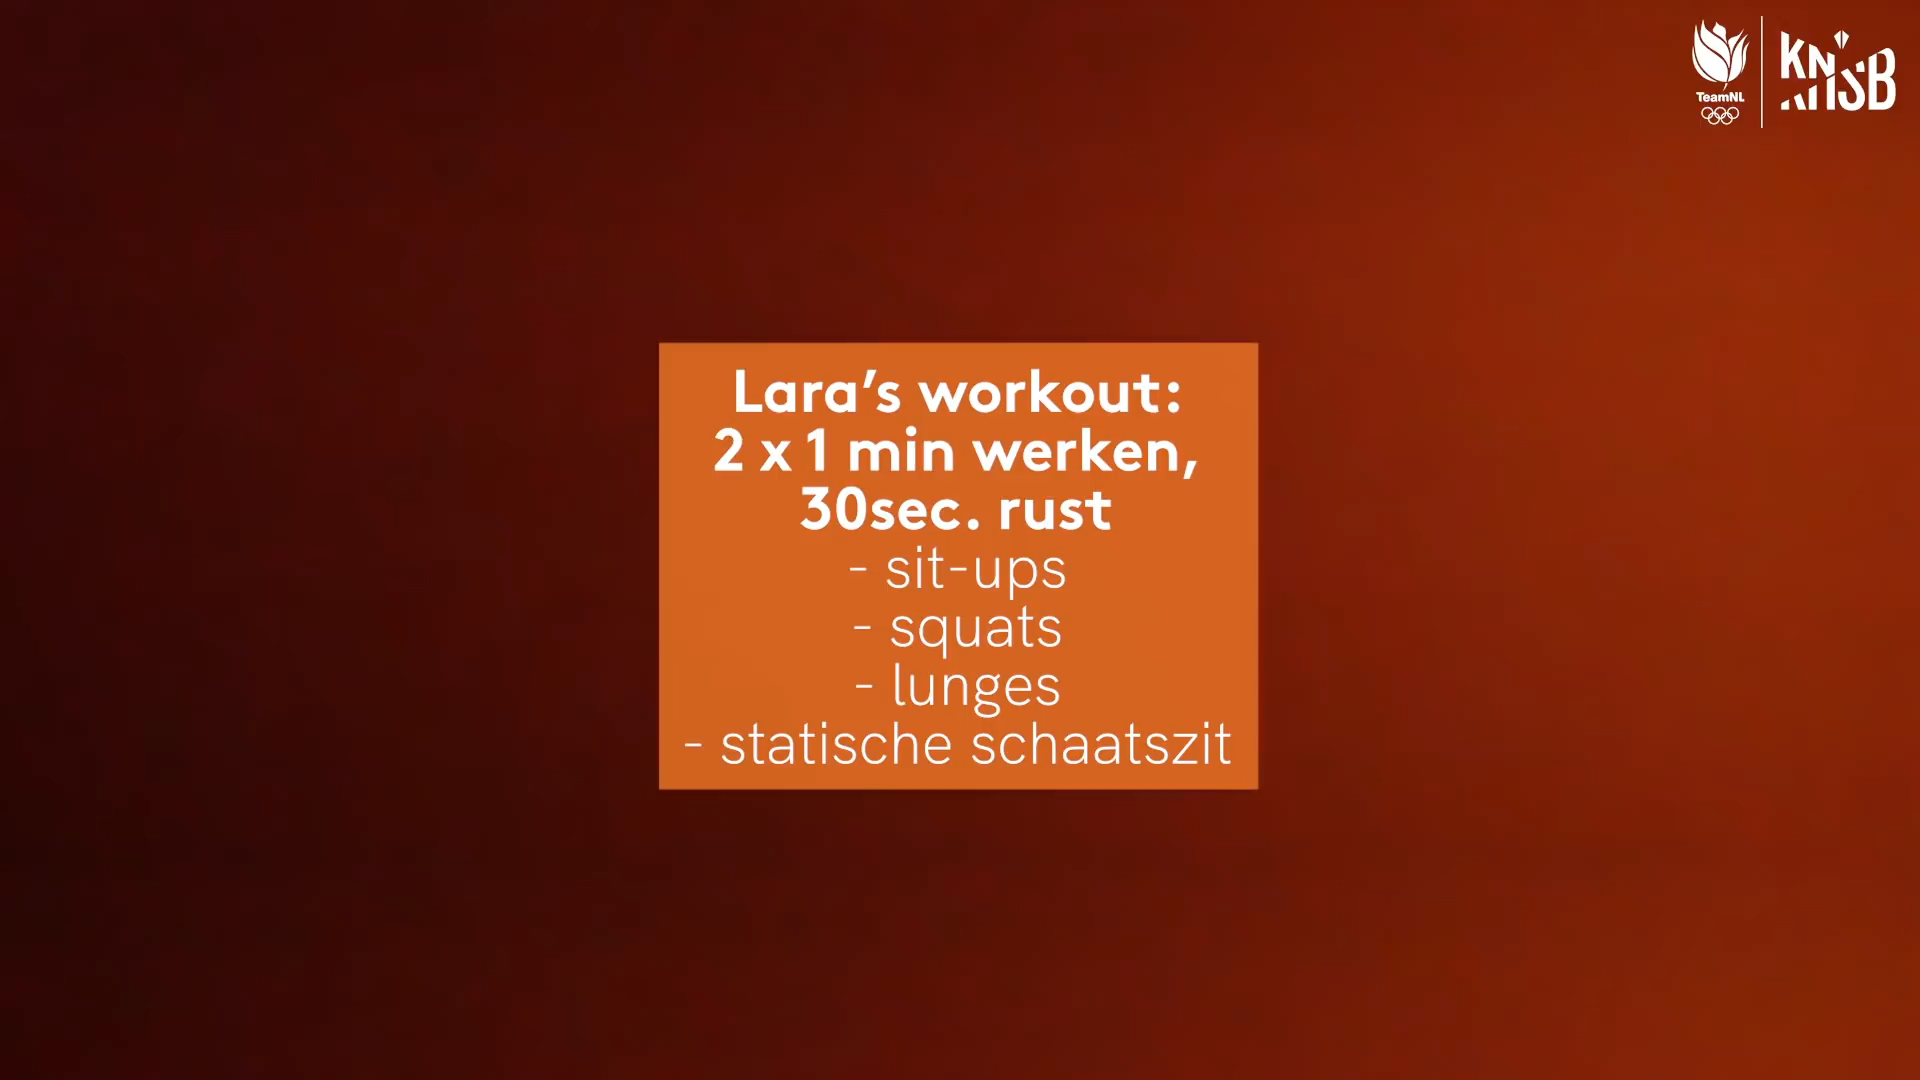 TeamNL
KNSB
Lara's workout:
2 x 1 min werken,
30sec. rust
- sit-ups
- squats
- lunges
- statische schaatszit